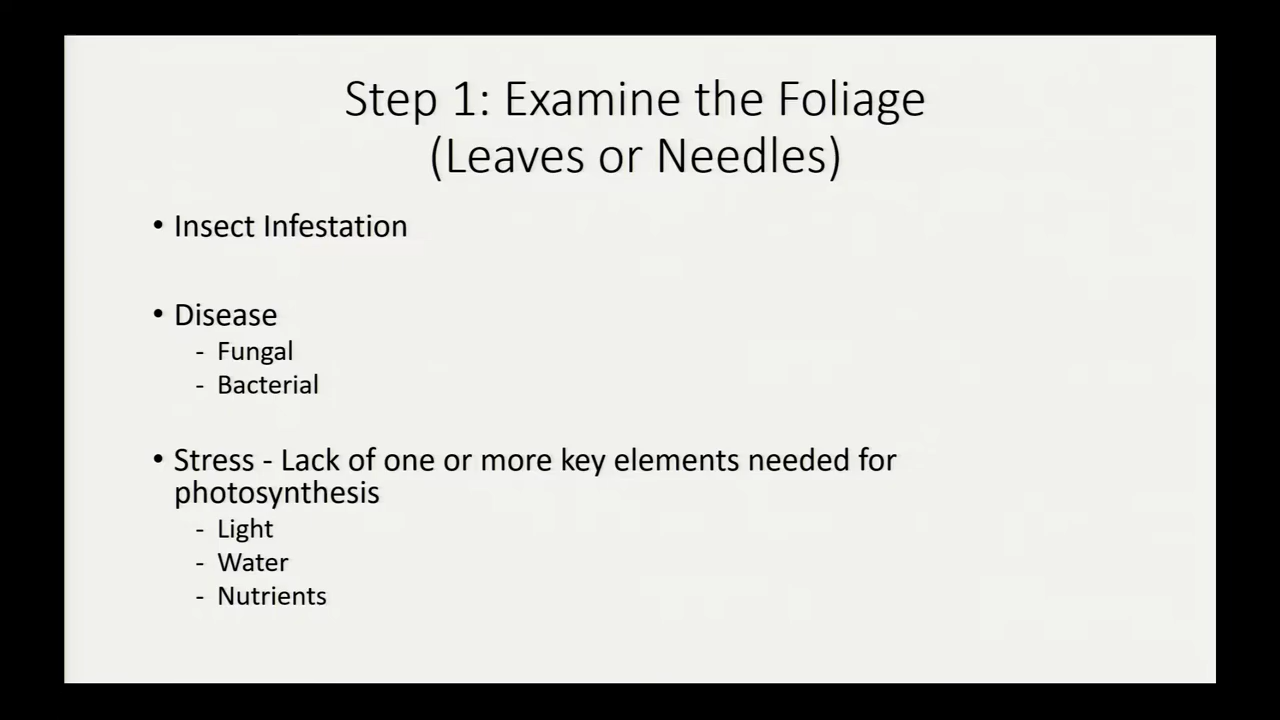 Step 1: Examine the Foliage
(Leaves or Needles)
• Insect Infestation
• Disease
- Fungal
- Bacterial
• Stress - Lack of one or more key elements needed for
photosynthesis
- Light
- Water
- Nutrients